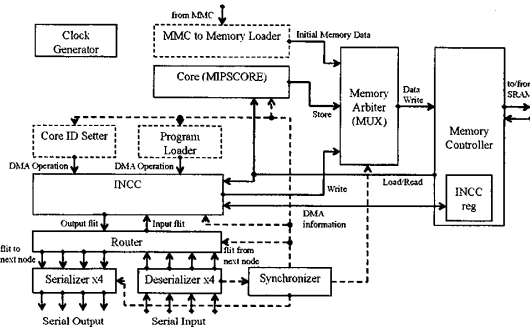 from MMC
Clock
Generator
MMC to Memory Loader
Initial Memory Data
Core (MIPSCORE)
Memory
Arbiter
(MUX)
Data
Write
to/from
SRAM
Store
Memory
Controller
Core ID Setter
Program
Loader
DMA Operation
DMA Operation
INCC
Write
Load/Read
INCC
reg
DMA
information
Output flit
Input flit
Router
flit to
next node
flit from
next node
Serializer x4
Deserializer x4
Synchronizer
Serial Output
Serial Input